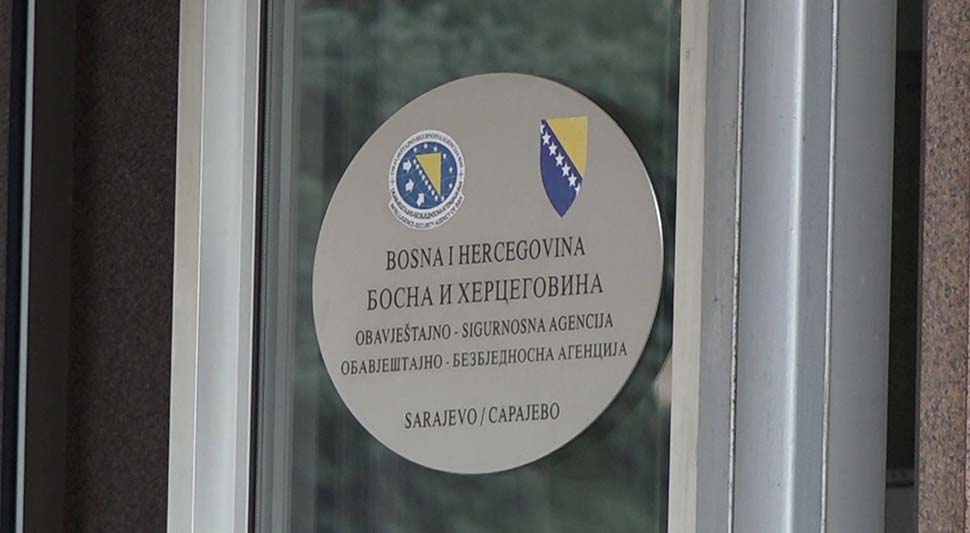 BOSNA I HERCEGOVINA
БОСНА И ХЕРЦЕГОВИНА
OBAVJEŠTAJNO - SIGURNOSNA AGENCIJA
ОБАВЈЕШТАЈНО - БЕЗБЈЕДНОСНА АГЕНЦИЈА
SARAJEVO / САРАЈЕВО